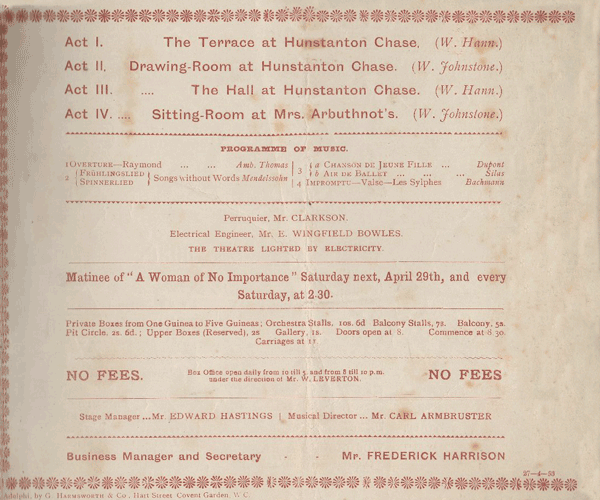 Act I. The Terrace at Hunstanton Chase. (W. Hann.)
Act II. Drawing-Room at Hunstanton Chase. (W. Johnstone.)
Act III. .... The Hall at Hunstanton Chase. (W. Hann.)
Act IV. .... Sitting-Room at Mrs. Arbuthnot's. (W. Johnstone.)
PROGRAMME OF MUSIC.
1 OVERTURE—Raymond ... ... Amb. Thomas
2 { FRÜHLINGSLIED SPINNERLIED } Songs without Words Mendelssohn
3 { a CHANSON DE JEUNE FILLE ... Dupont
b AIR DE BALLET ... ... ... Silas
4 IMPROMPTU—Valse—Les Sylphes Bachmann
Perruquier, Mr. CLARKSON.
Electrical Engineer, Mr. E. WINGFIELD BOWLES.
THE THEATRE LIGHTED BY ELECTRICITY.
Matinee of "A Woman of No Importance" Saturday next, April 29th, and every
Saturday, at 2-30.
Private Boxes from One Guinea to Five Guineas; Orchestra Stalls. 10s. 6d Balcony Stalls, 7s. Balcony, 5s.
Pit Circle. 2s. 6d.; Upper Boxes (Reserved), 2s Gallery, 1s. Doors open at 8. Commence at 8 30.
Carriages at 11.
NO FEES. Box Office open daily from 10 till 5. and from 8 till 10 p.m. NO FEES
under the direction of Mr. W. LEVERTON.
Stage Manager ... Mr. EDWARD HASTINGS | Musical Director ... Mr. CARL ARMBRUSTER
Business Manager and Secretary - - Mr. FREDERICK HARRISON
27-4-93
Adelphi, by G. HARMSWORTH & Co., Hart Street Covent Garden, W C